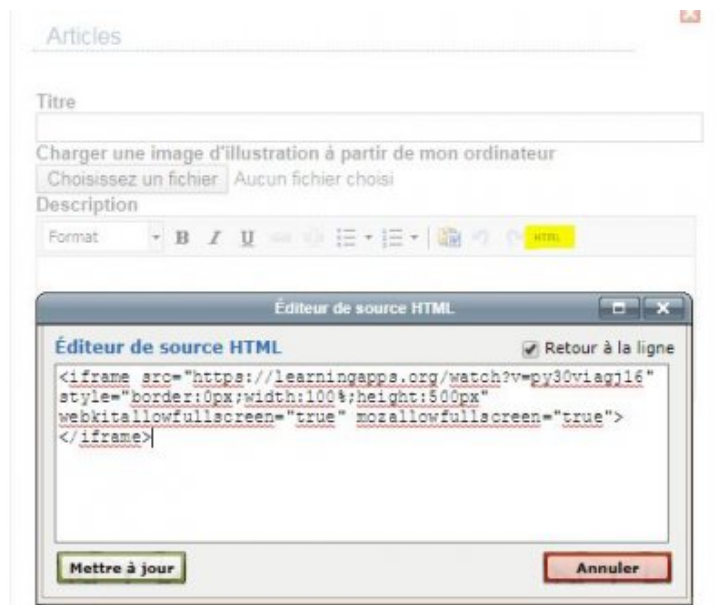 Articles
Titre
Charger une image d'illustration à partir de mon ordinateur
Choisissez un fichier Aucun fichier choisi
Description
Format B I U HTML
Éditeur de source HTML
Éditeur de source HTML Retour à la ligne
<iframe src="https://learningapps.org/watch?v=py30viagj16"
style="border:0px;width:100%;height:500px"
webkitallowfullscreen="true" mozallowfullscreen="true">
</iframe>
Mettre à jour Annuler